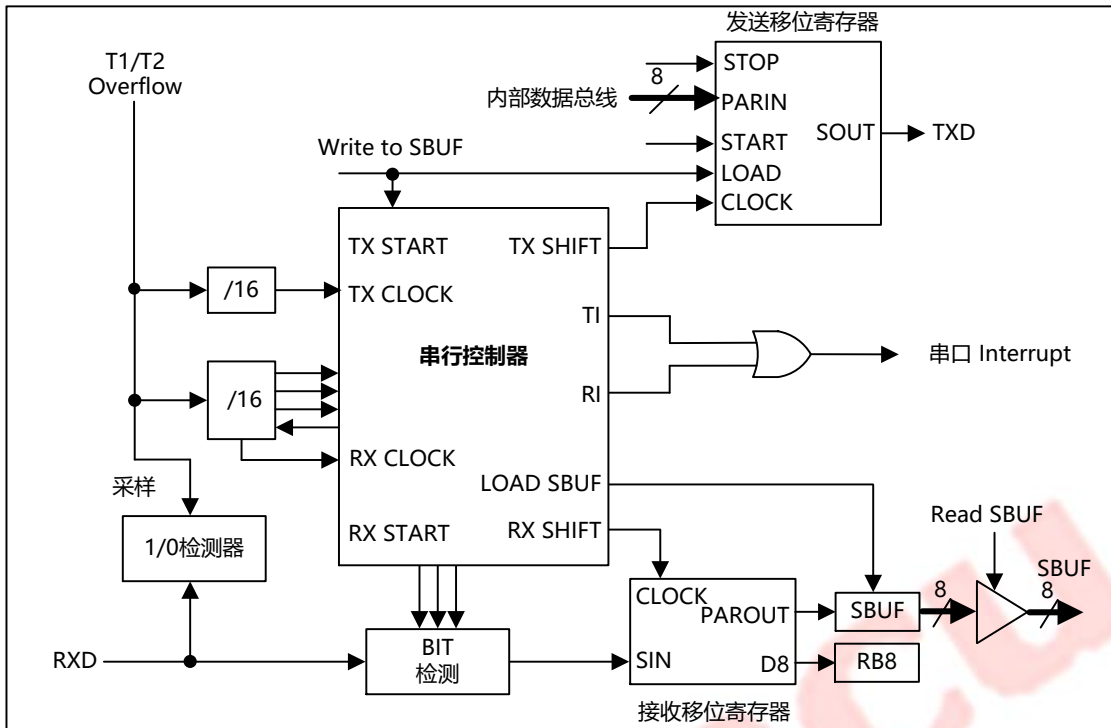 发送移位寄存器
T1/T2
Overflow
STOP
8
内部数据总线
PARIN
SOUT
TXD
START
Write to SBUF
LOAD
CLOCK
TX START
TX SHIFT
/16
TX CLOCK
TI
串行控制器
串口 Interrupt
/16
RI
RX CLOCK
采样
LOAD SBUF
RX START
RX SHIFT
Read SBUF
1/0检测器
SBUF
CLOCK
PAROUT
SBUF
8
8
RXD
BIT
检测
SIN
D8
RB8
接收移位寄存器